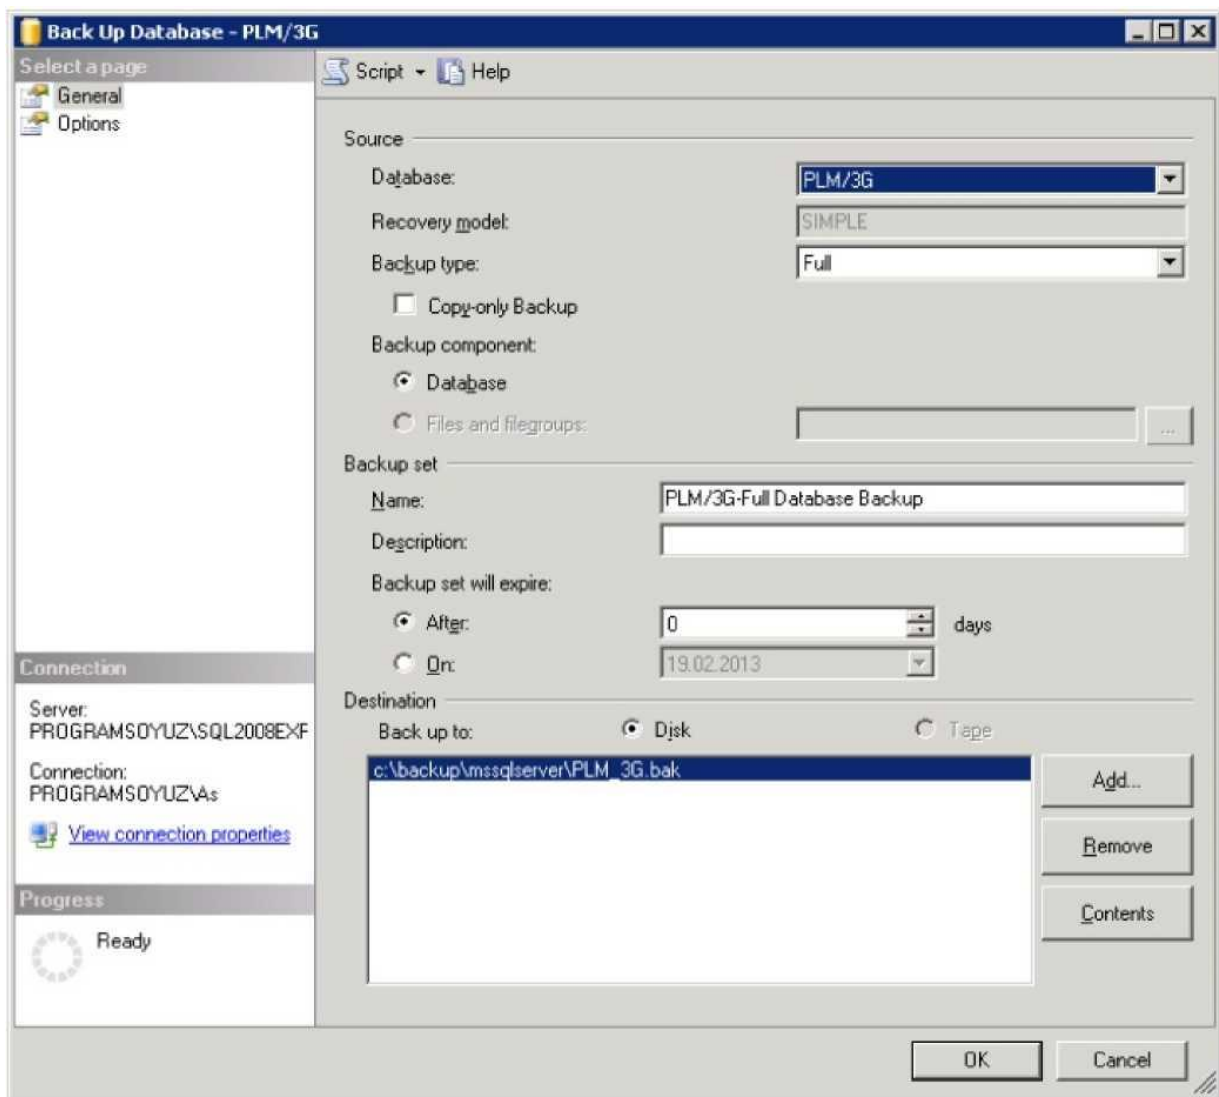 Back Up Database - PLM/3G
Select a page
General
Options
Script
Help
Source
Database:
PLM/3G
Recovery model:
SIMPLE
Backup type:
Full
Copy-only Backup
Backup component:
Database
Files and filegroups:
...
Backup set
Name:
PLM/3G-Full Database Backup
Description:
Backup set will expire:
After:
0
days
On:
19.02.2013
Destination
Back up to:
Disk
Tape
c:\backup\mssqlserver\PLM_3G.bak
Add...
Remove
Contents
Connection
Server:
PROGRAMSOYUZ\SQL2008EXF
Connection:
PROGRAMSOYUZ\As
View connection properties
Progress
Ready
OK
Cancel